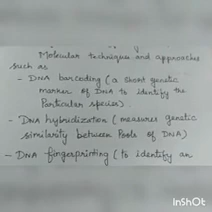 Molecular techniques and approaches
such as
- DNA barcoding (a short genetic
marker of DNA to identify the
Particular species).
- DNA hybridization (measures genetic
similarity between Pools of DNA)
- DNA fingerprinting (to identify an
InShOt